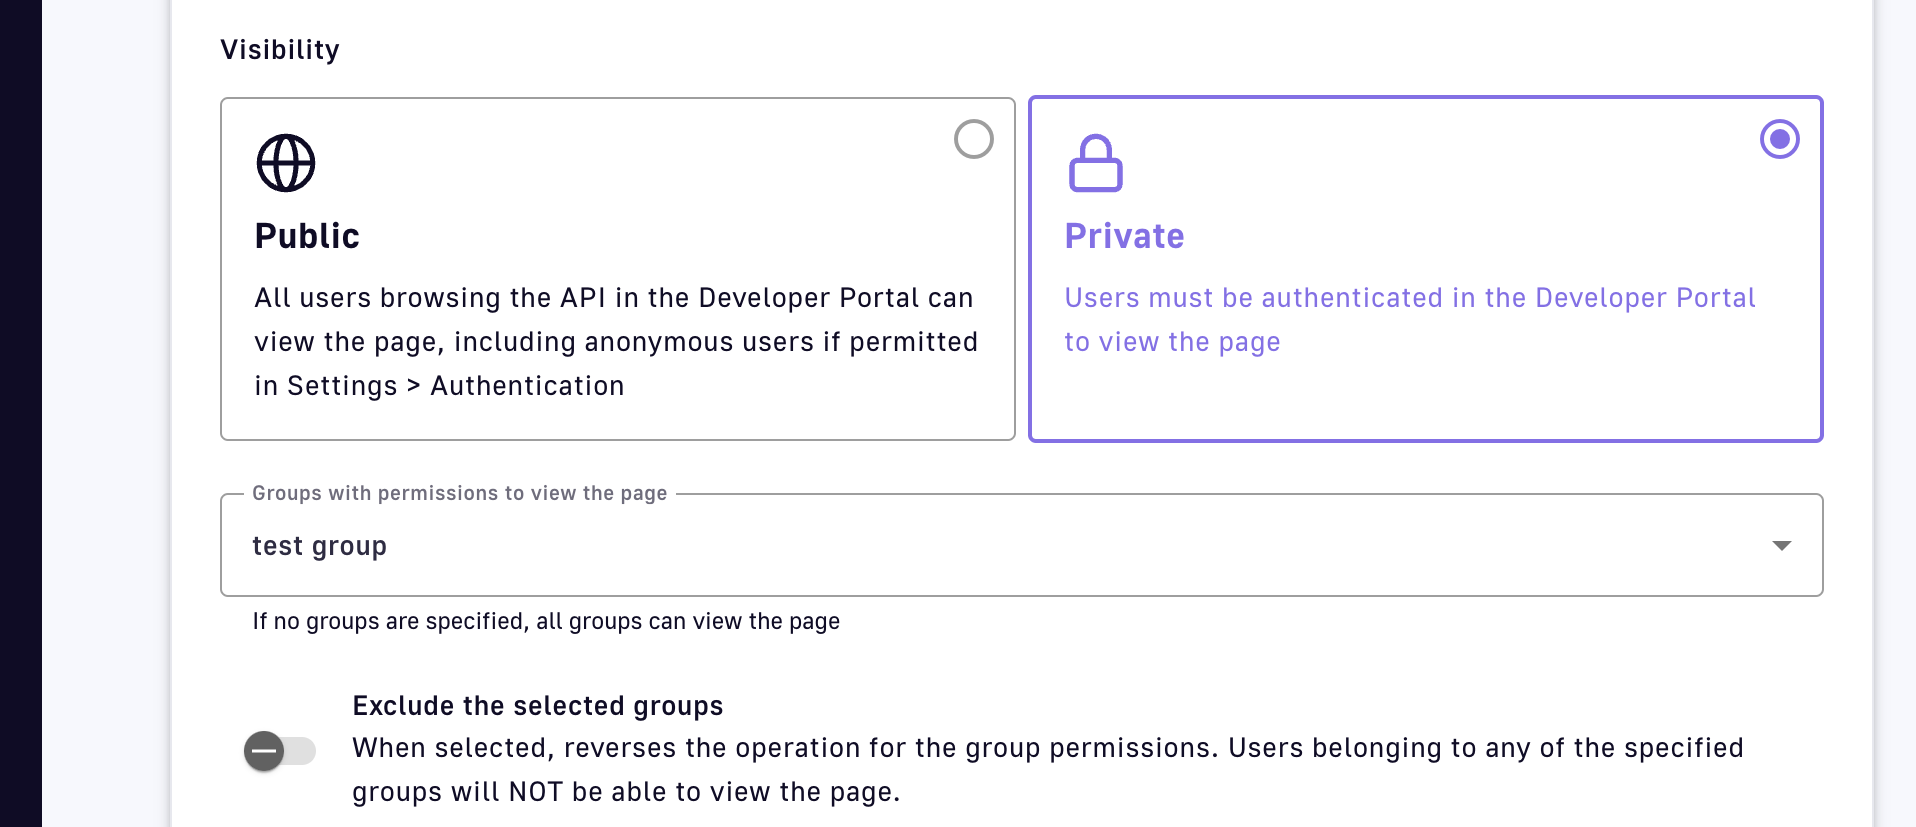 Visibility
Public
All users browsing the API in the Developer Portal can
view the page, including anonymous users if permitted
in Settings > Authentication
Private
Users must be authenticated in the Developer Portal
to view the page
Groups with permissions to view the page
test group
If no groups are specified, all groups can view the page
Exclude the selected groups
When selected, reverses the operation for the group permissions. Users belonging to any of the specified
groups will NOT be able to view the page.